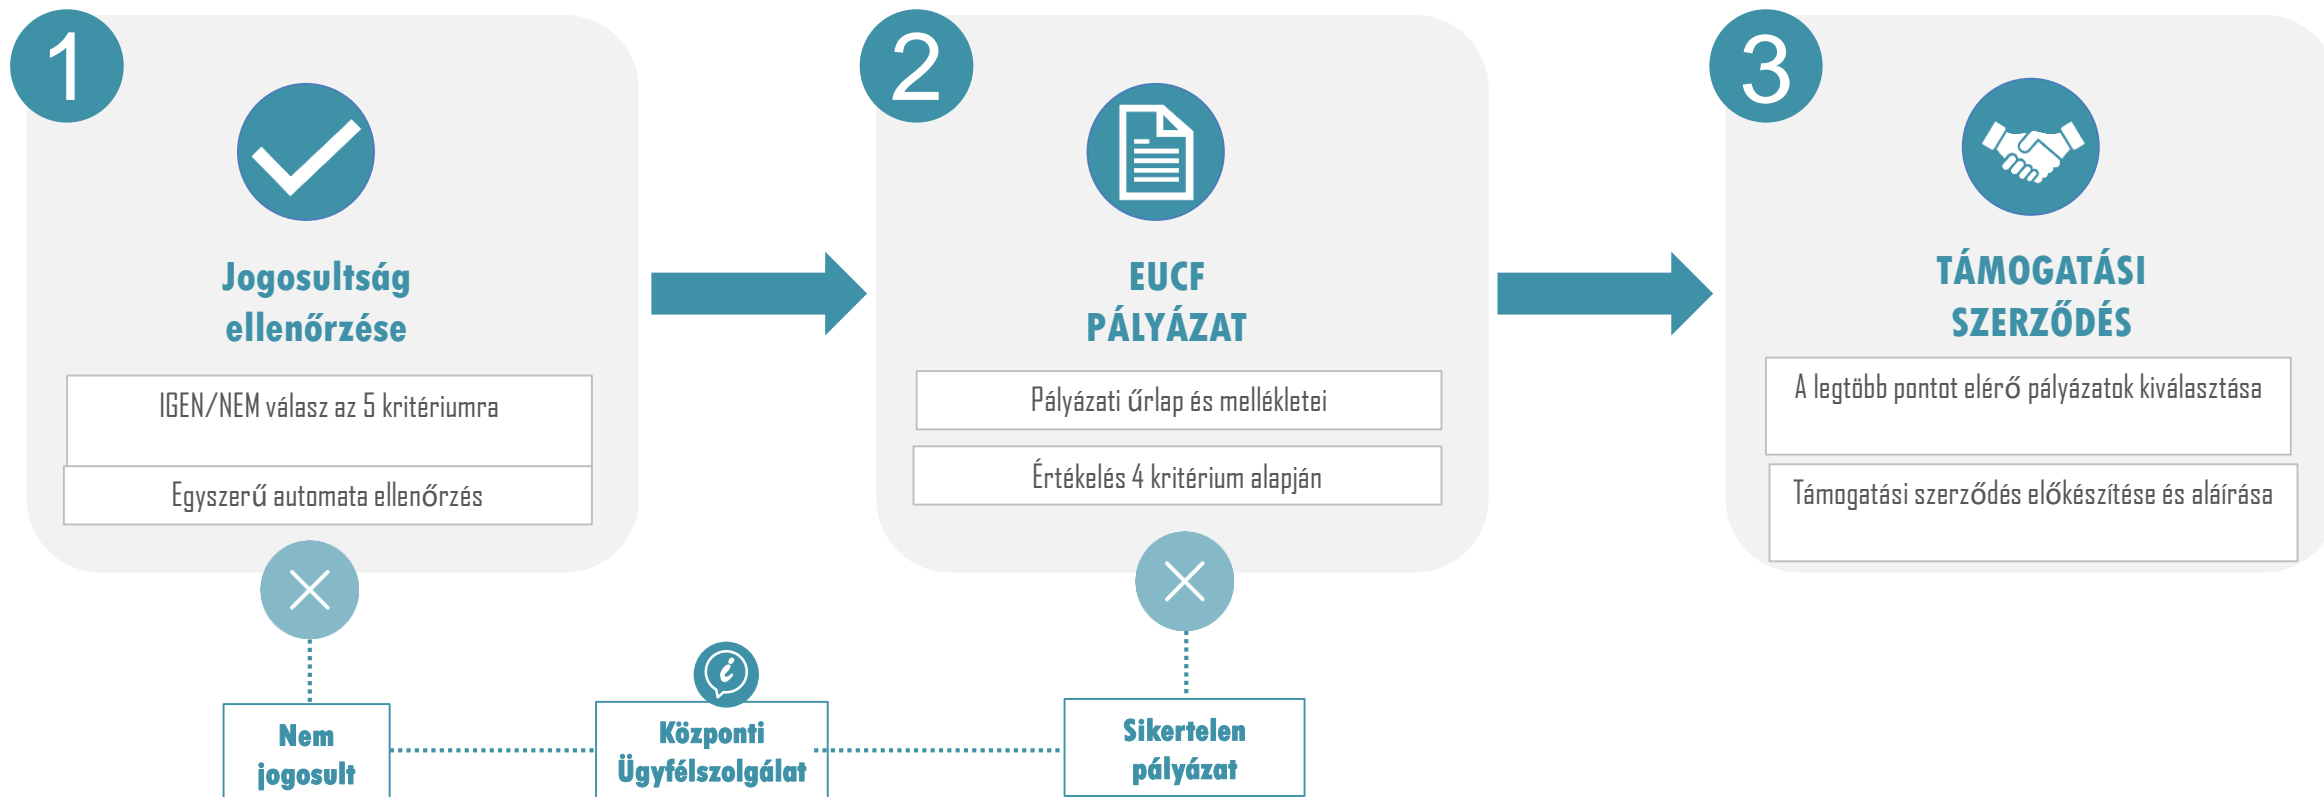 1
Jogosultság
ellenőrzése
IGEN/NEM válasz az 5 kritériumra
Egyszerű automata ellenőrzés
2
EUCF
PÁLYÁZAT
Pályázati űrlap és mellékletei
Értékelés 4 kritérium alapján
3
TÁMOGATÁSI
SZERZŐDÉS
A legtöbb pontot elérő pályázatok kiválasztása
Támogatási szerződés előkészítése és aláírása
Nem
jogosult
i
Központi
Ügyfélszolgálat
Sikertelen
pályázat